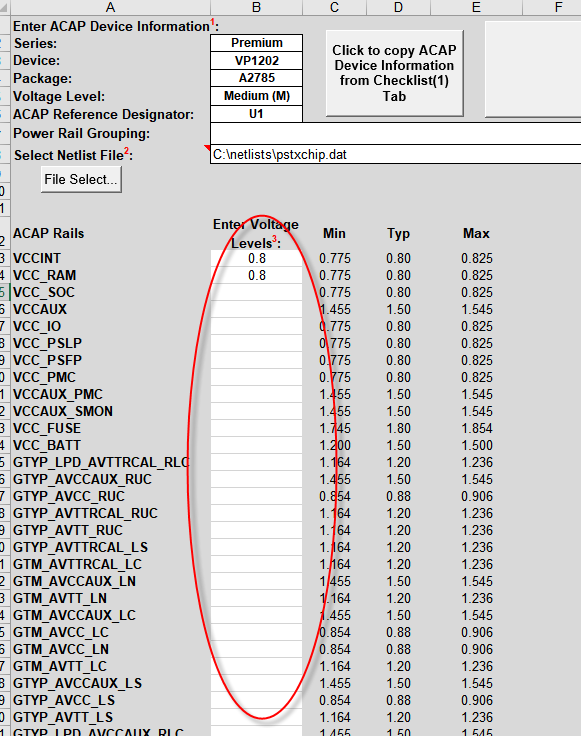 A B C D E F
Enter ACAP Device Information1:
Series: Premium
Device: VP1202
Package: A2785
Voltage Level: Medium (M)
ACAP Reference Designator: U1
Power Rail Grouping:
Select Netlist File2: C:\netlists\pstxchip.dat
Click to copy ACAP
Device Information
from Checklist(1)
Tab
File Select...
Enter Voltage
Levels3:
ACAP Rails Min Typ Max
VCCINT 0.8 0.775 0.80 0.825
VCC_RAM 0.8 0.775 0.80 0.825
VCC_SOC 0.775 0.80 0.825
VCCAUX 1.455 1.50 1.545
VCC_IO 0.775 0.80 0.825
VCC_PSLP 0.775 0.80 0.825
VCC_PSFP 0.775 0.80 0.825
VCC_PMC 0.775 0.80 0.825
VCCAUX_PMC 1.455 1.50 1.545
VCCAUX_SMON 1.455 1.50 1.545
VCC_FUSE 1.745 1.80 1.854
VCC_BATT 1.200 1.50 1.500
GTYP_LPD_AVTTRCAL_RLC 1.164 1.20 1.236
GTYP_AVCCAUX_RUC 1.455 1.50 1.545
GTYP_AVCC_RUC 0.854 0.88 0.906
GTYP_AVTTRCAL_RUC 1.164 1.20 1.236
GTYP_AVTT_RUC 1.164 1.20 1.236
GTYP_AVTTRCAL_LS 1.164 1.20 1.236
GTM_AVTTRCAL_LC 1.164 1.20 1.236
GTM_AVCCAUX_LN 1.455 1.50 1.545
GTM_AVTT_LN 1.164 1.20 1.236
GTM_AVCCAUX_LC 1.455 1.50 1.545
GTM_AVCC_LC 0.854 0.88 0.906
GTM_AVCC_LN 0.854 0.88 0.906
GTM_AVTT_LC 1.164 1.20 1.236
GTYP_AVCCAUX_LS 1.455 1.50 1.545
GTYP_AVCC_LS 0.854 0.88 0.906
GTYP_AVTT_LS 1.164 1.20 1.236
GTYP_LPD_AVCCAUX_RLC 1.455 1.50 1.545